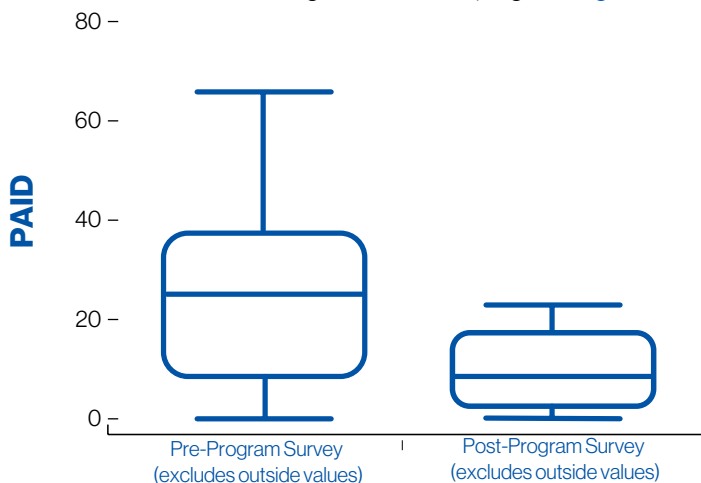 80
60
PAID
40
20
0
Pre-Program Survey
(excludes outside values)
Post-Program Survey
(excludes outside values)